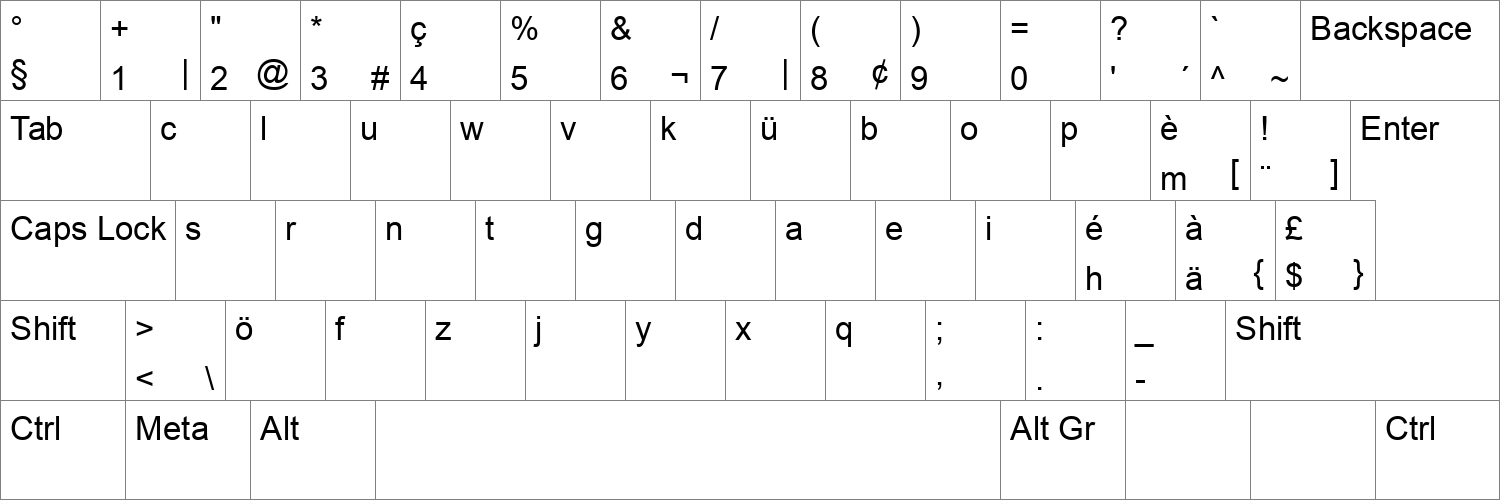 ° + " * ç % & / ( ) = ? ` Backspace
§ 1 | 2 @ 3 # 4 5 6 ¬ 7 | 8 ¢ 9 0 ' ´ ^ ~
Tab c l u w v k ü b o p è ! Enter
m [ ¨ ]
Caps Lock s r n t g d a e i é à £
h ä { $ }
Shift > ö f z j y x q ; : _ Shift
< \ , . -
Ctrl Meta Alt Alt Gr Ctrl